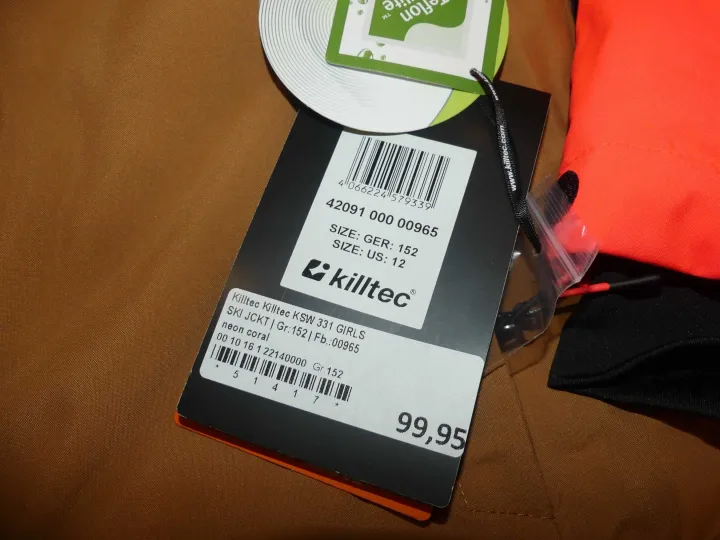 Teflon
™
www.killtec.com
4 066224 579339
42091 000 00965
SIZE: GER: 152
SIZE: US: 12
killtec®
Killtec Killtec KSW 331 GIRLS
SKI JCKT | Gr:152 | Fb.:00965
neon coral
00 10 16 1 22140000 Gr 152
* 5 1 4 1 7 *
99,95